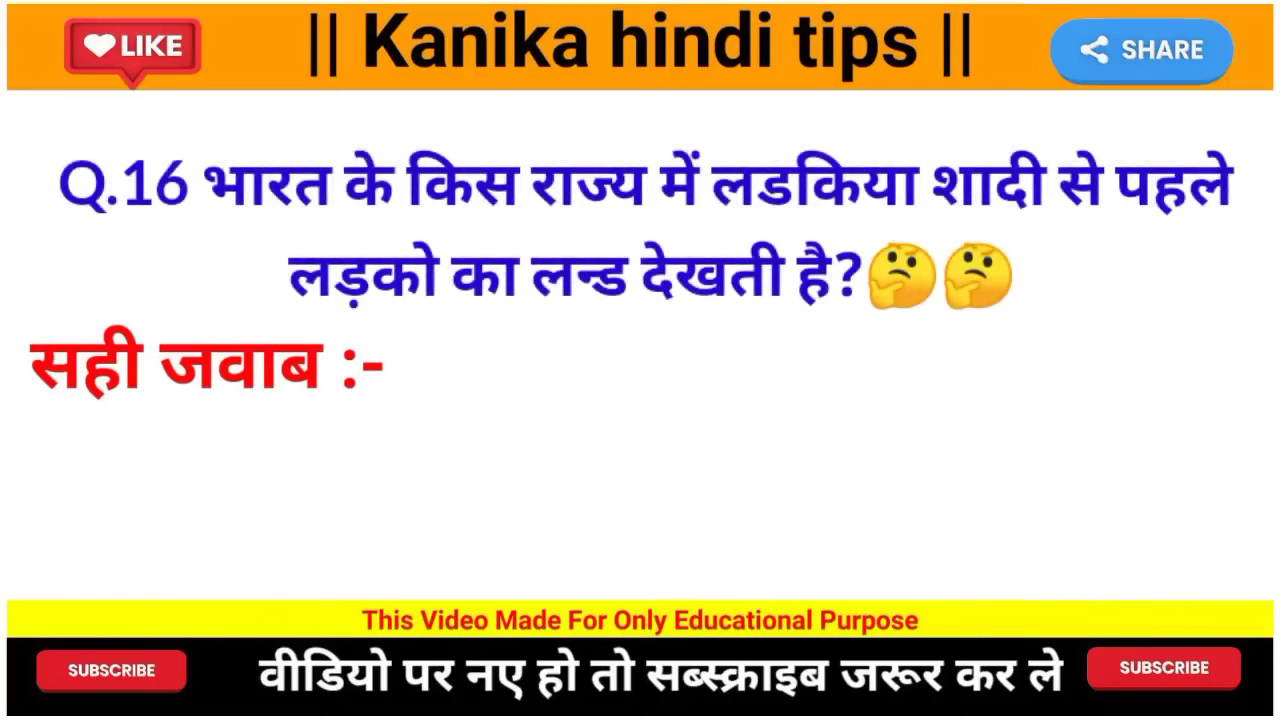 LIKE
|| Kanika hindi tips ||
SHARE
Q.16 भारत के किस राज्य में लडकिया शादी से पहले
लड़को का लन्ड देखती है?🤔🤔
सही जवाब :-
This Video Made For Only Educational Purpose
SUBSCRIBE
वीडियो पर नए हो तो सब्स्क्राइब जरूर कर ले
SUBSCRIBE